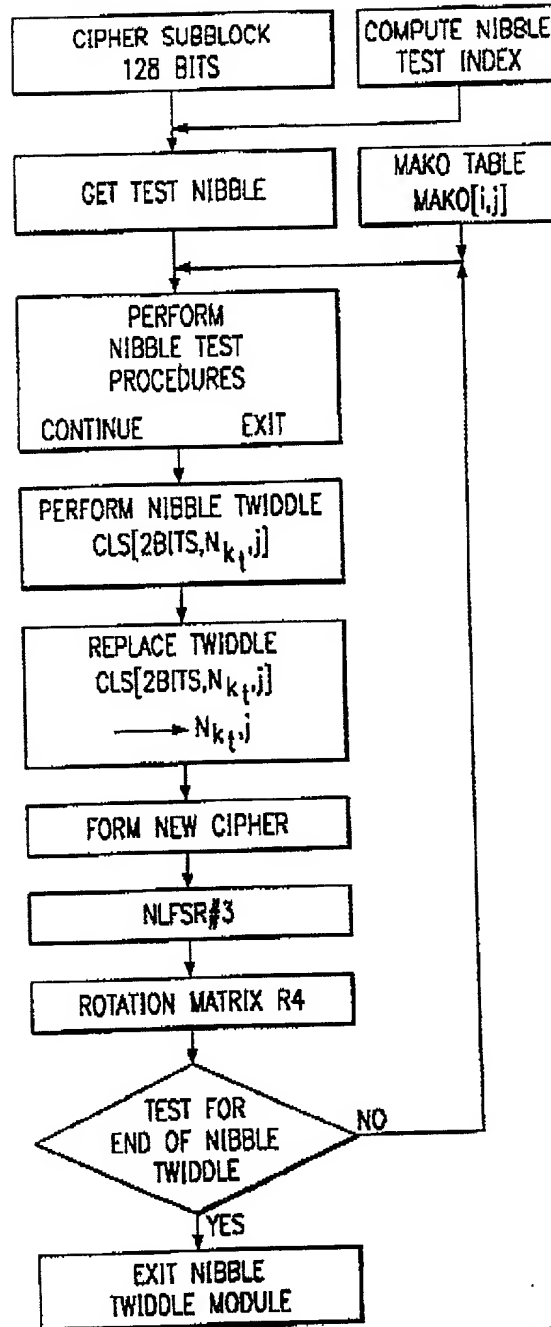 CIPHER SUBBLOCK
128 BITS
COMPUTE NIBBLE
TEST INDEX
GET TEST NIBBLE
MAKO TABLE
MAKO[i,j]
PERFORM
NIBBLE TEST
PROCEDURES
CONTINUE EXIT
PERFORM NIBBLE TWIDDLE
CLS[2BITS,Nkt,j]
REPLACE TWIDDLE
CLS[2BITS,Nkt,j]
→ Nkt,j
FORM NEW CIPHER
NLFSR#3
ROTATION MATRIX R4
TEST FOR
END OF NIBBLE
TWIDDLE
NO
YES
EXIT NIBBLE
TWIDDLE MODULE